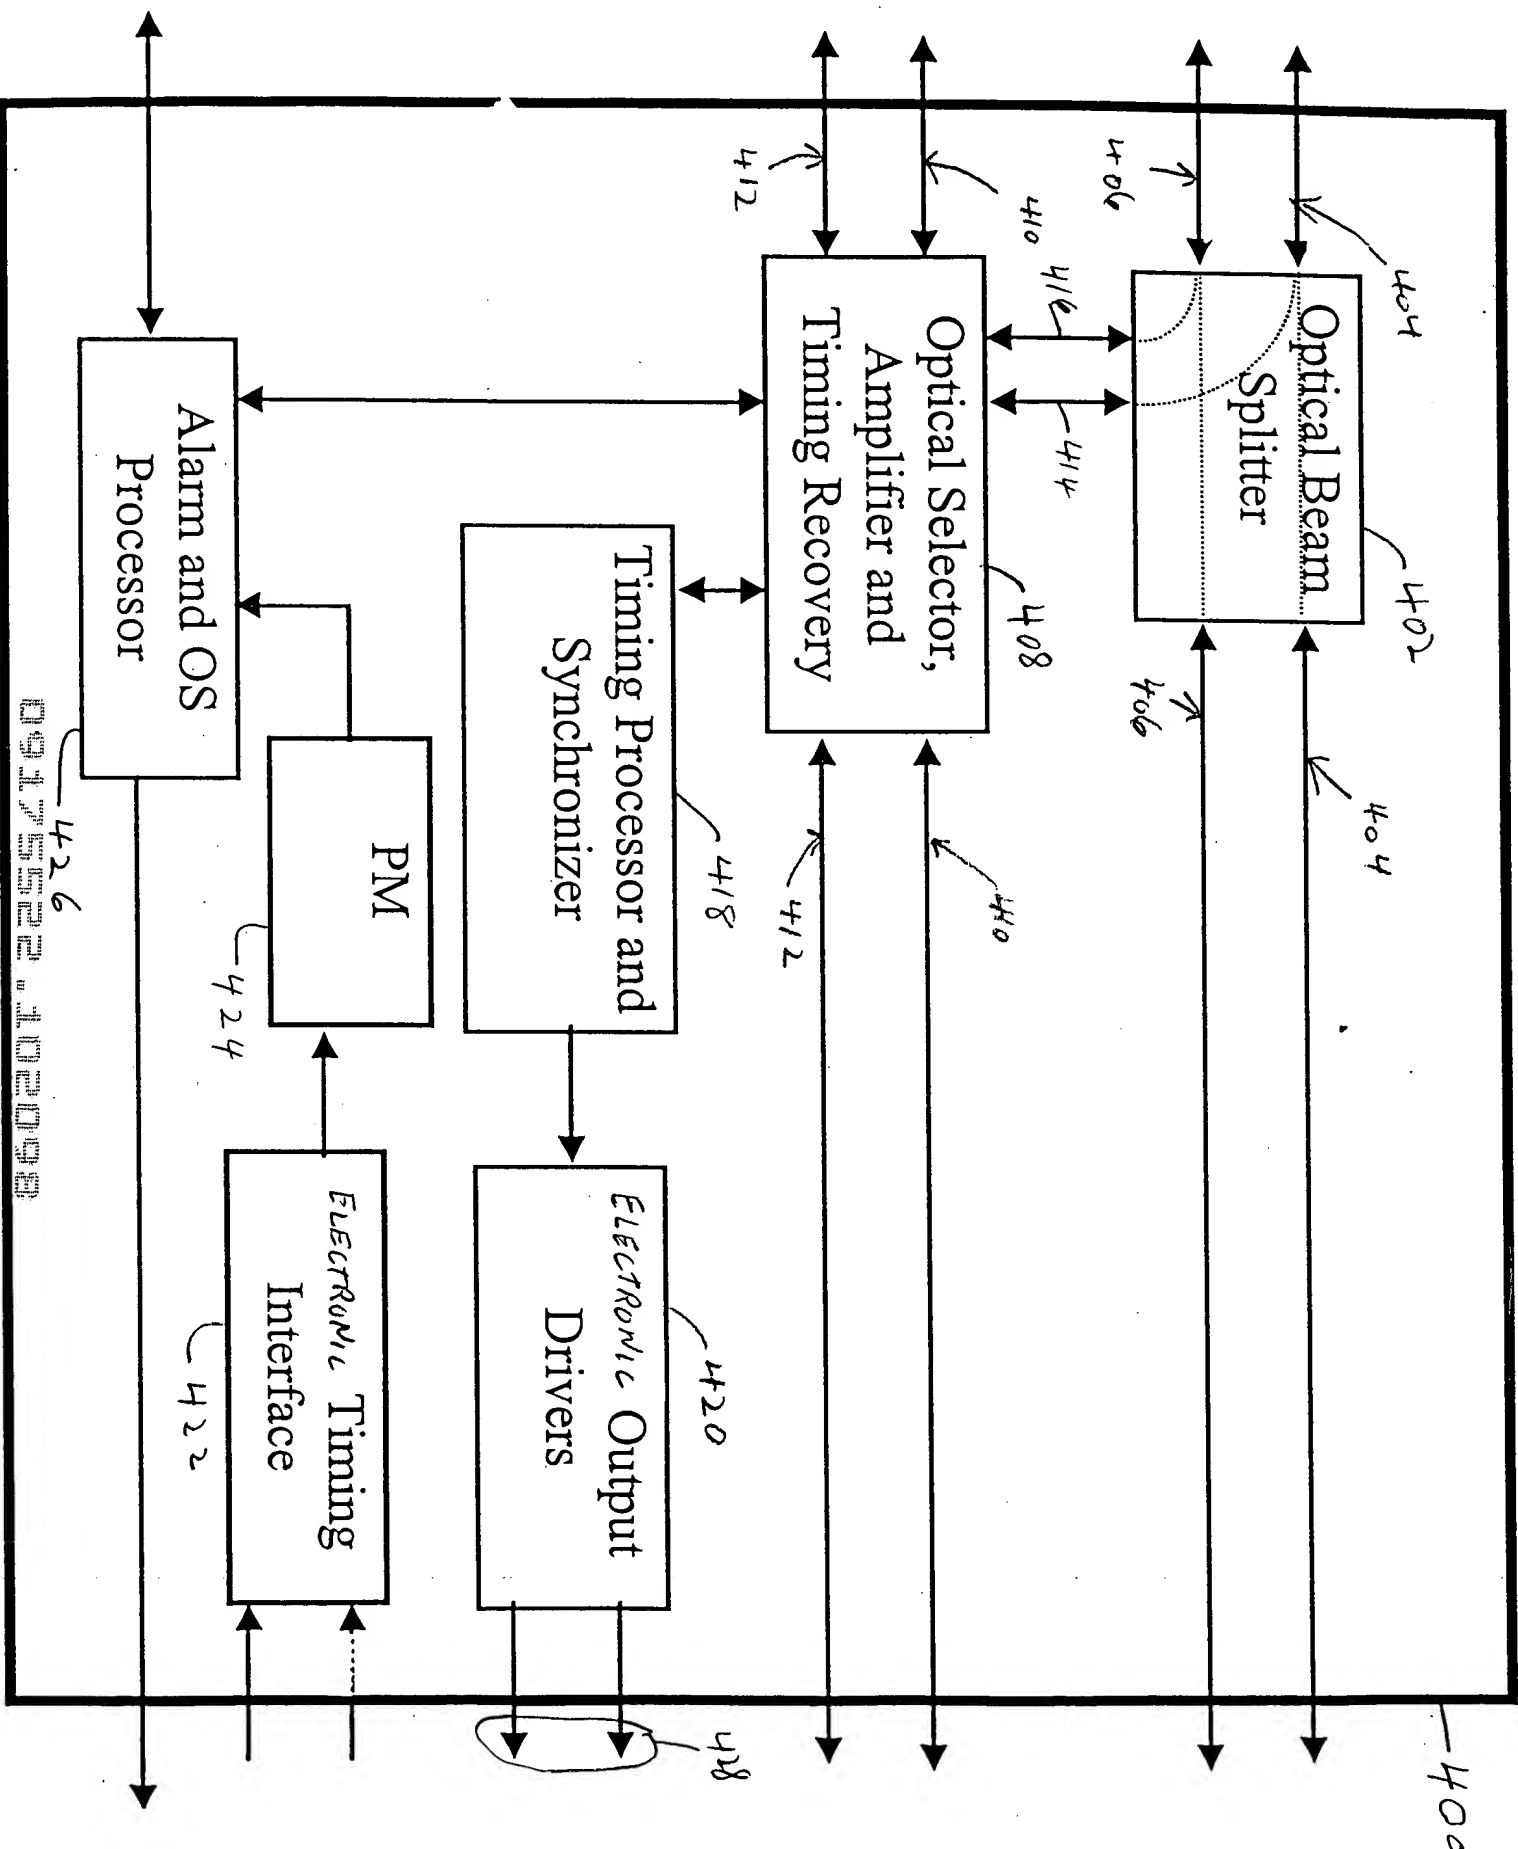 400
404
406
Optical Beam
Splitter
402
404
406
416
414
410
412
Optical Selector,
Amplifier and
Timing Recovery
408
410
412
Timing Processor and
Synchronizer
418
ELECTRONIC Output
Drivers
420
428
PM
424
ELECTRONIC Timing
Interface
422
Alarm and OS
Processor
426
09175522.102098